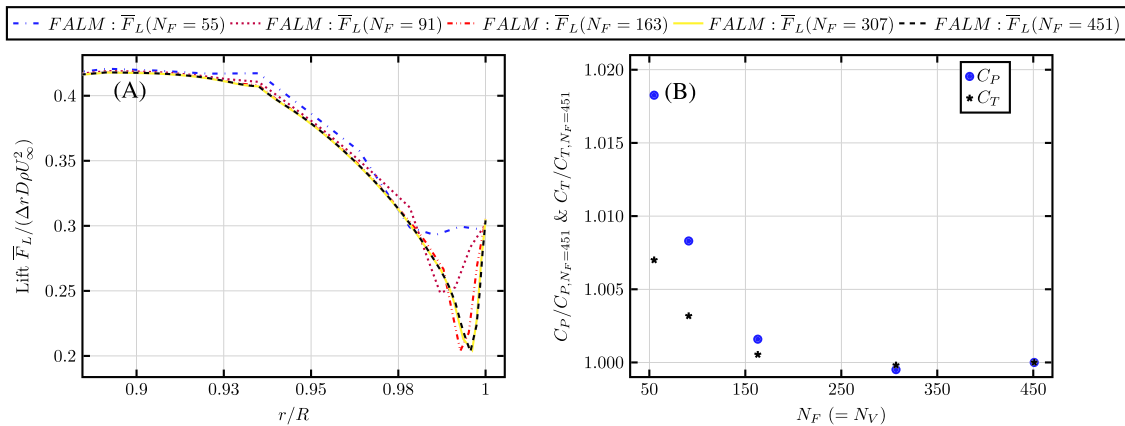 FALM : F̅_L(N_F = 55) FALM : F̅_L(N_F = 91) FALM : F̅_L(N_F = 163) FALM : F̅_L(N_F = 307) FALM : F̅_L(N_F = 451)
(A)
Lift F̅_L/(ΔrDρU²_∞)
0.4
0.35
0.3
0.25
0.2
0.9 0.93 0.95 0.98 1
r/R
(B)
C_P
C_T
C_P/C_{P,N_F=451} & C_T/C_{T,N_F=451}
1.020
1.015
1.010
1.005
1.000
50 150 250 350 450
N_F (= N_V)